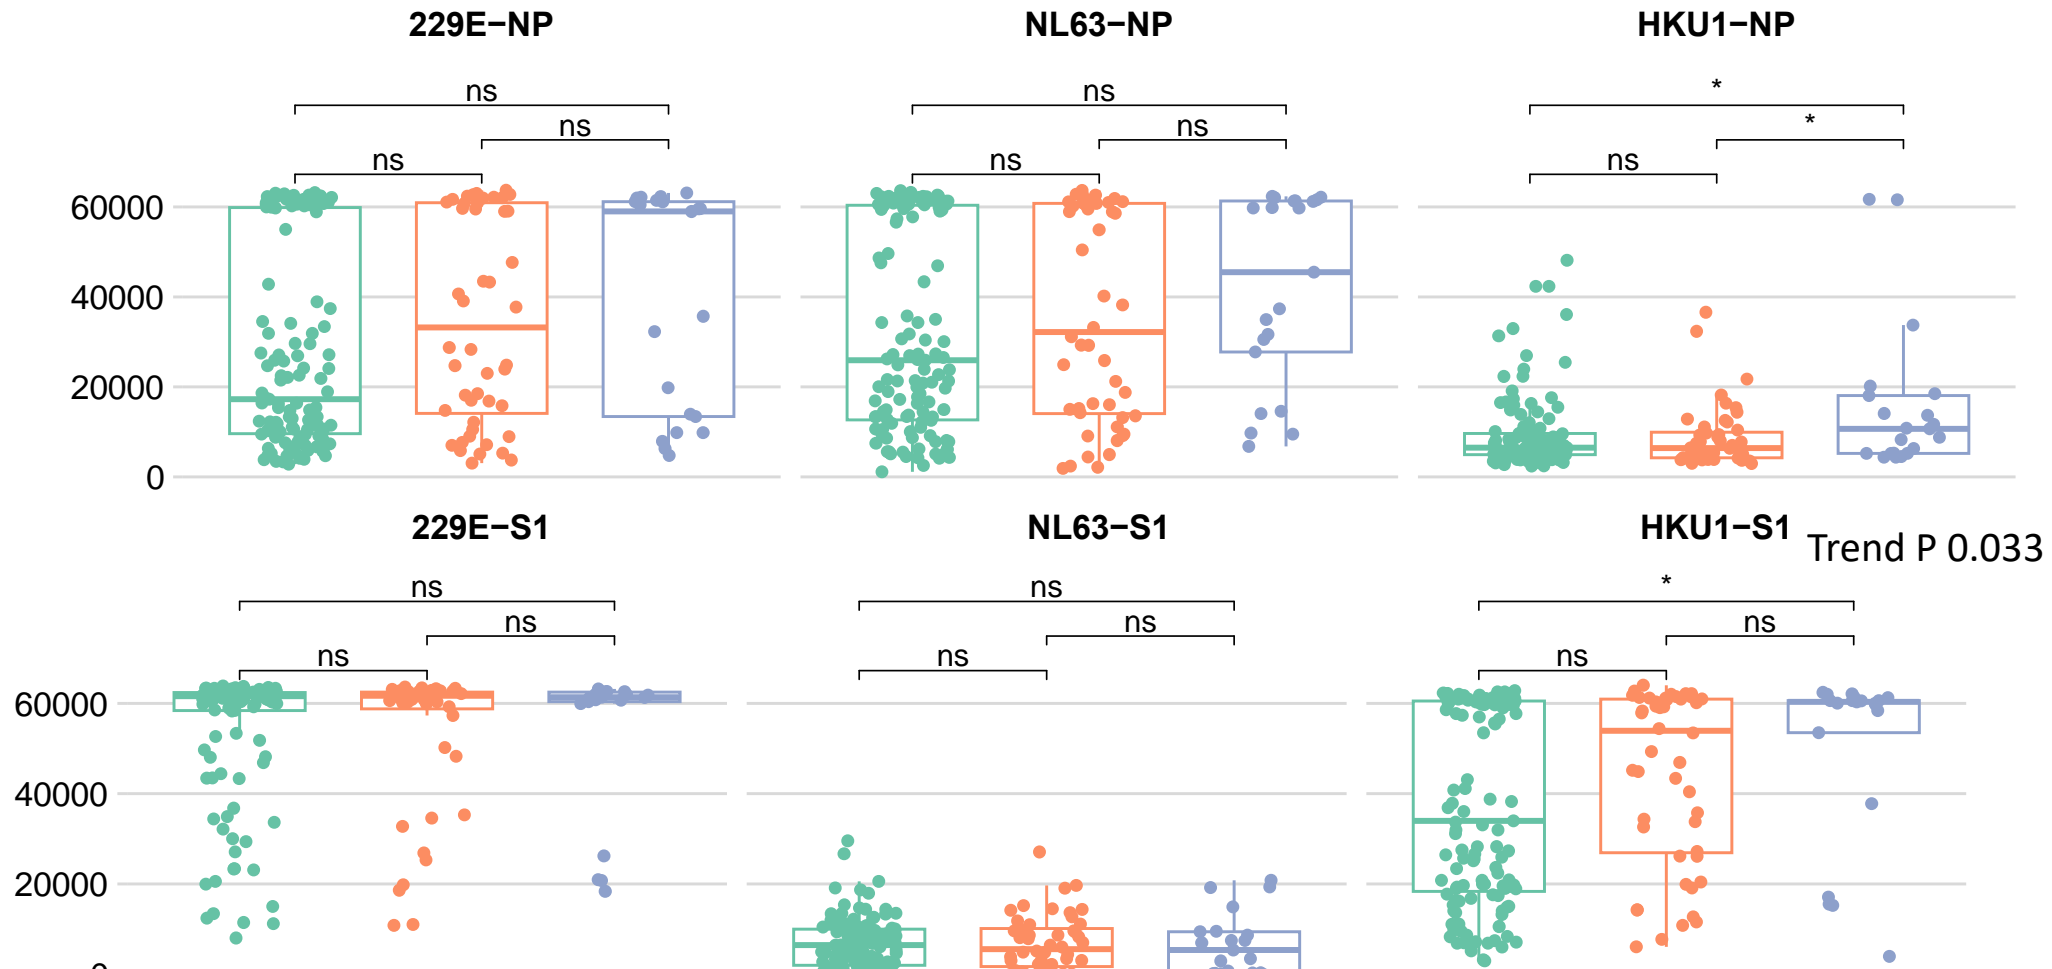 229E−NP NL63−NP HKU1−NP
ns ns *
ns ns *
ns ns ns
60000
40000
20000
0
229E−S1 NL63−S1 HKU1−S1 Trend P 0.033
ns ns *
ns ns ns
ns ns ns
60000
40000
20000